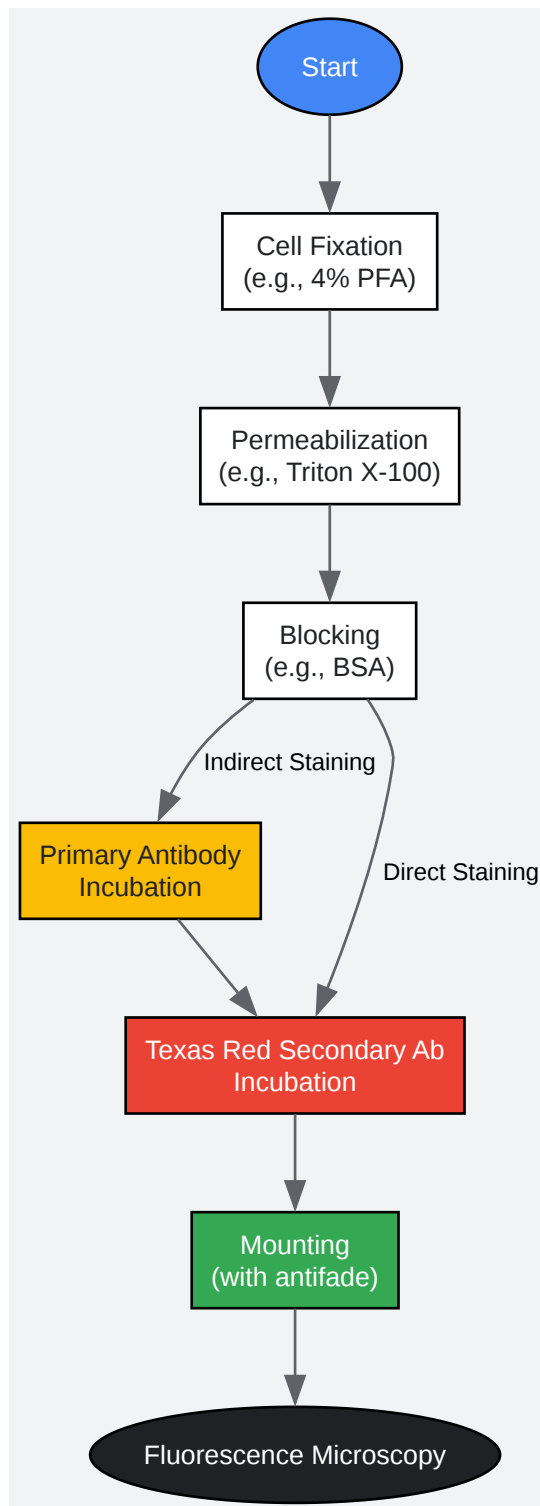 Start
Cell Fixation
(e.g., 4% PFA)
Permeabilization
(e.g., Triton X-100)
Blocking
(e.g., BSA)
Indirect Staining
Primary Antibody
Incubation
Direct Staining
Texas Red Secondary Ab
Incubation
Mounting
(with antifade)
Fluorescence Microscopy